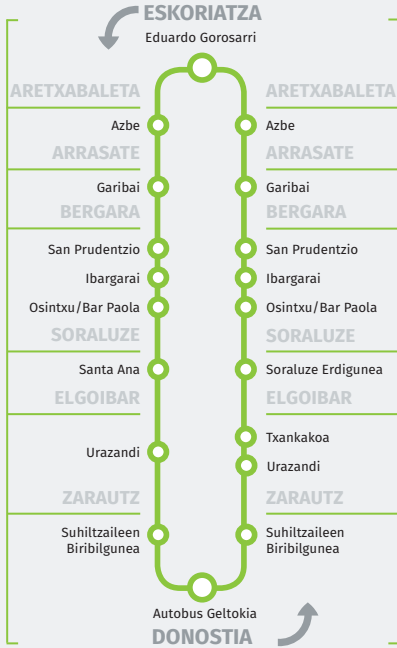 ESKORIATZA
Eduardo Gorosarri
ARETXABALETA
Azbe
ARRASATE
Garibai
BERGARA
San Prudentzio
Ibargarai
Osintxu/Bar Paola
SORALUZE
Santa Ana
ELGOIBAR
Urazandi
ZARAUTZ
Suhiltzaileen
Biribilgunea
ARETXABALETA
Azbe
ARRASATE
Garibai
BERGARA
San Prudentzio
Ibargarai
Osintxu/Bar Paola
SORALUZE
Soraluze Erdigunea
ELGOIBAR
Txankakoa
Urazandi
ZARAUTZ
Suhiltzaileen
Biribilgunea
Autobus Geltokia
DONOSTIA